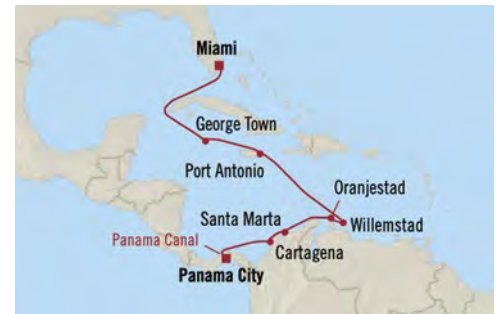 Miami
George Town
Port Antonio
Oranjestad
Santa Marta
Willemstad
Panama Canal
Cartagena
Panama City